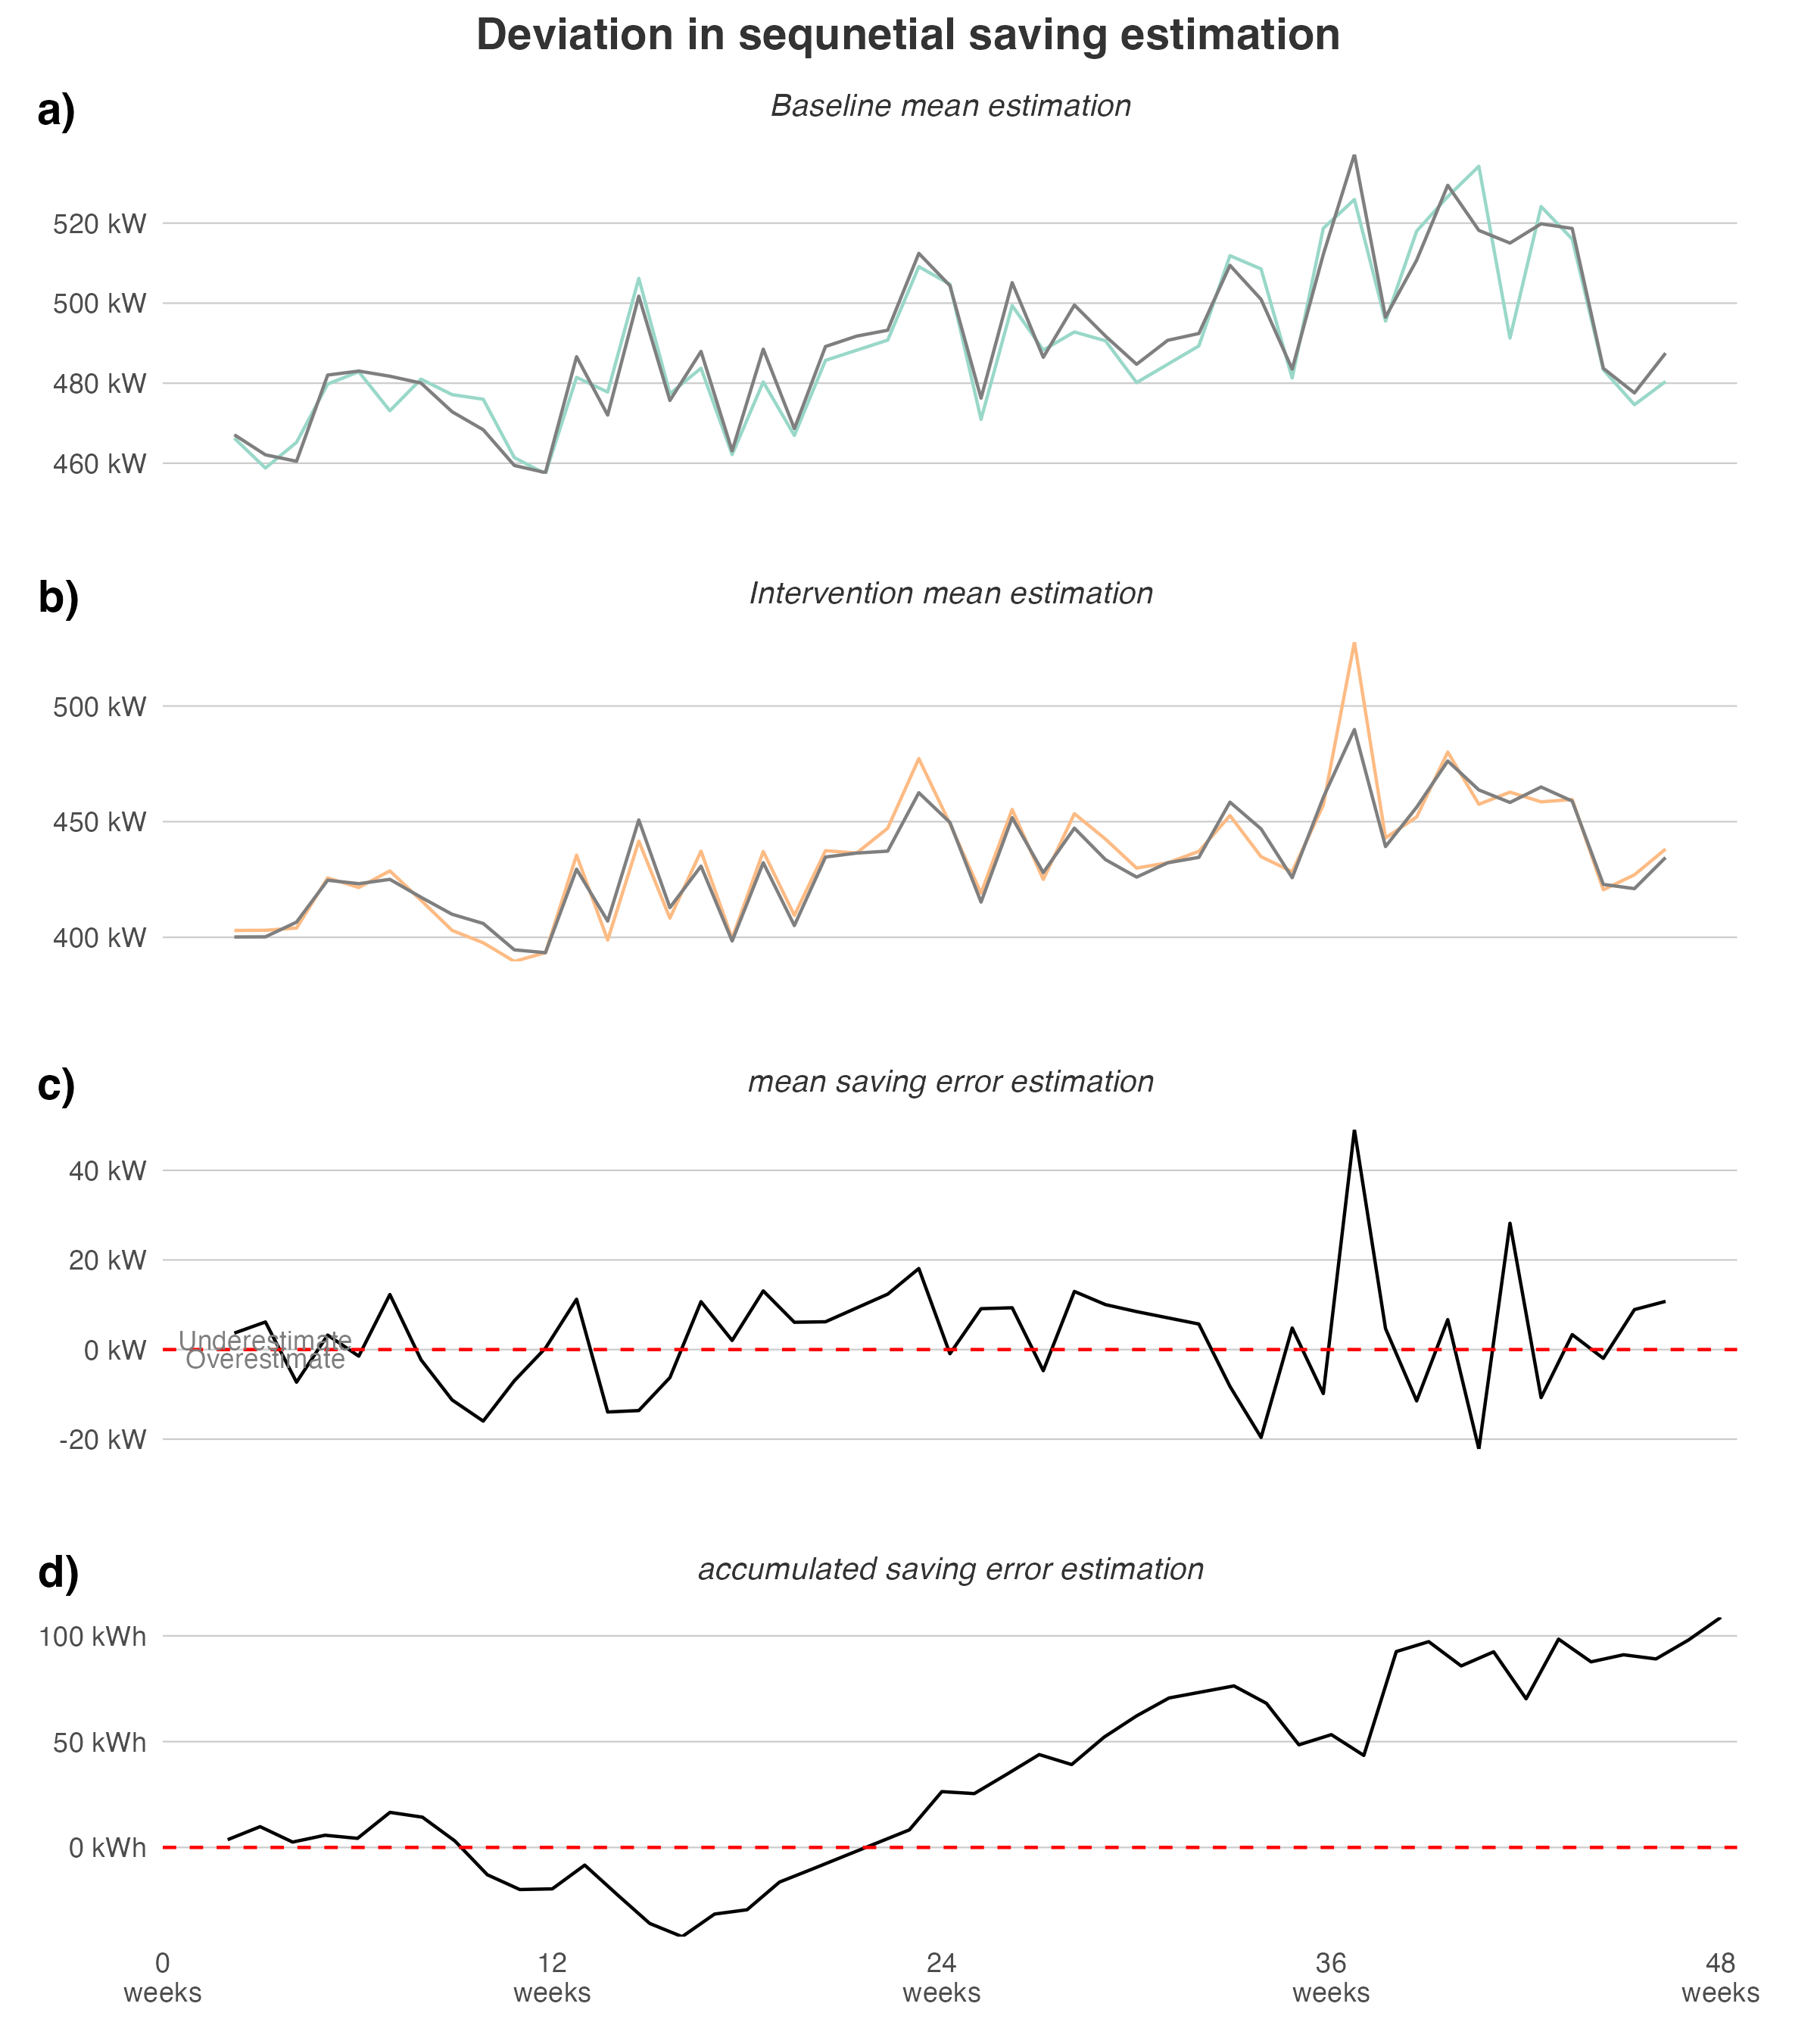 Deviation in sequnetial saving estimation
a)
Baseline mean estimation
520 kW
500 kW
480 kW
460 kW
b)
Intervention mean estimation
500 kW
450 kW
400 kW
c)
mean saving error estimation
40 kW
20 kW
Underestimate
0 kW
Overestimate
-20 kW
d)
accumulated saving error estimation
100 kWh
50 kWh
0 kWh
0 12 24 36 48
weeks weeks weeks weeks weeks